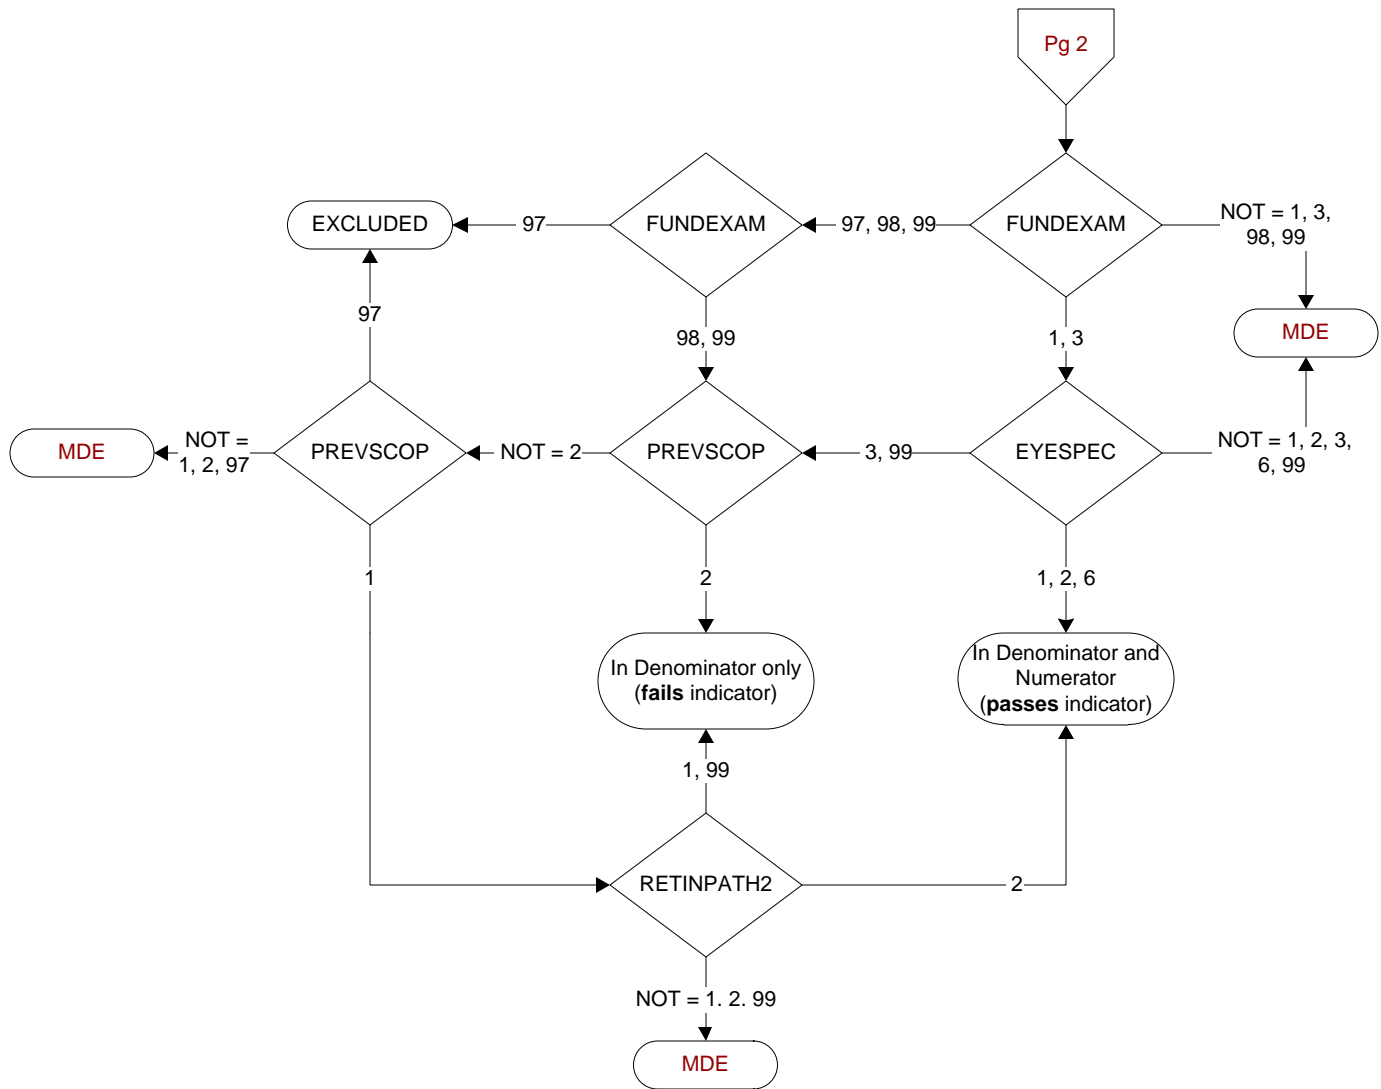 Pg 2
EXCLUDED
97
FUNDEXAM
97, 98, 99
FUNDEXAM
NOT = 1, 3,
98, 99
97
98, 99
1, 3
MDE
MDE
NOT =
1, 2, 97
PREVSCOP
NOT = 2
PREVSCOP
3, 99
EYESPEC
NOT = 1, 2, 3,
6, 99
1
2
1, 2, 6
In Denominator only
(fails indicator)
In Denominator and
Numerator
(passes indicator)
1, 99
RETINPATH2
2
NOT = 1. 2. 99
MDE